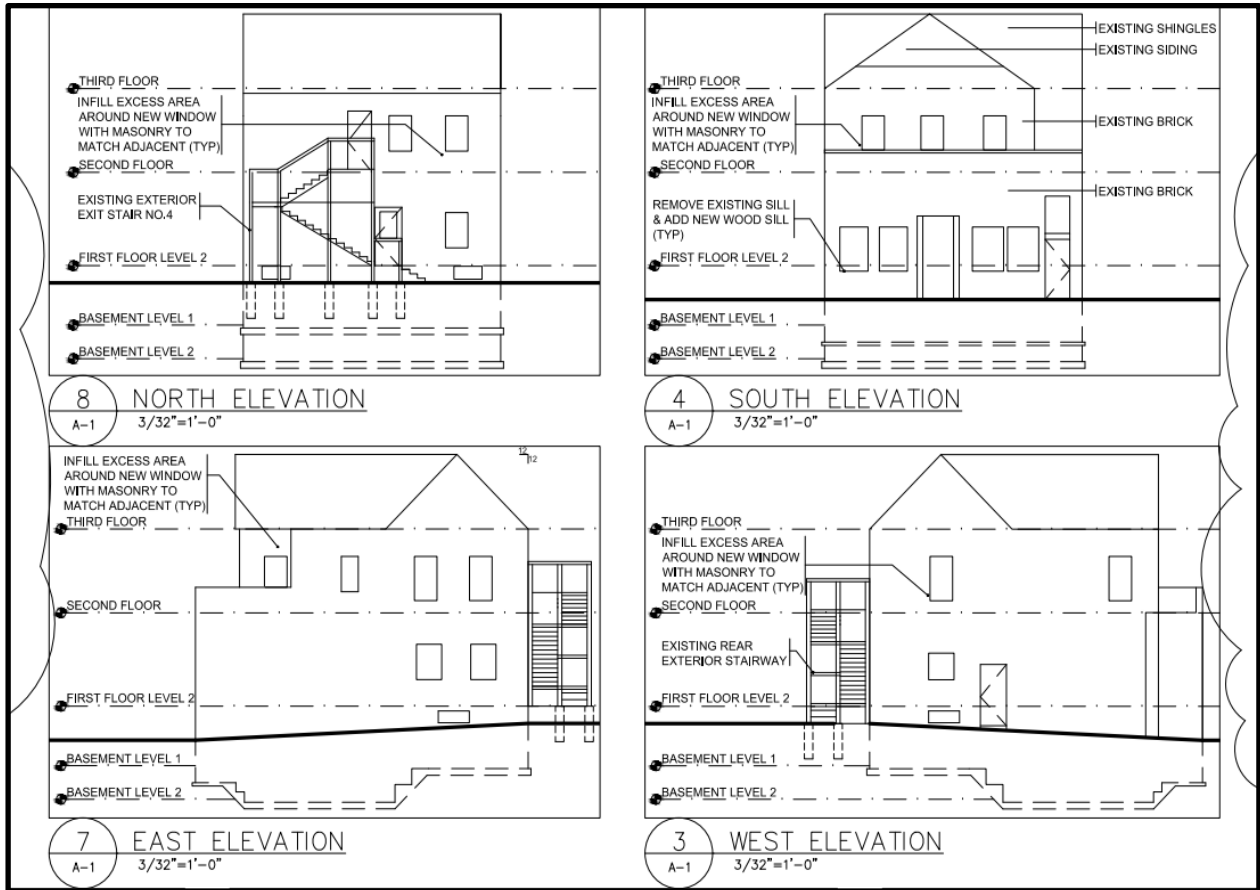 THIRD FLOOR
INFILL EXCESS AREA
AROUND NEW WINDOW
WITH MASONRY TO
MATCH ADJACENT (TYP)
SECOND FLOOR
EXISTING EXTERIOR
EXIT STAIR NO.4
FIRST FLOOR LEVEL 2
BASEMENT LEVEL 1
BASEMENT LEVEL 2
8
A-1
NORTH ELEVATION
3/32"=1'-0"
EXISTING SHINGLES
EXISTING SIDING
THIRD FLOOR
INFILL EXCESS AREA
AROUND NEW WINDOW
WITH MASONRY TO
MATCH ADJACENT (TYP)
EXISTING BRICK
SECOND FLOOR
EXISTING BRICK
REMOVE EXISTING SILL
& ADD NEW WOOD SILL
(TYP)
FIRST FLOOR LEVEL 2
BASEMENT LEVEL 1
BASEMENT LEVEL 2
4
A-1
SOUTH ELEVATION
3/32"=1'-0"
INFILL EXCESS AREA
AROUND NEW WINDOW
WITH MASONRY TO
MATCH ADJACENT (TYP)
12
12
THIRD FLOOR
SECOND FLOOR
FIRST FLOOR LEVEL 2
BASEMENT LEVEL 1
BASEMENT LEVEL 2
7
A-1
EAST ELEVATION
3/32"=1'-0"
THIRD FLOOR
INFILL EXCESS AREA
AROUND NEW WINDOW
WITH MASONRY TO
MATCH ADJACENT (TYP)
SECOND FLOOR
EXISTING REAR
EXTERIOR STAIRWAY
FIRST FLOOR LEVEL 2
BASEMENT LEVEL 1
BASEMENT LEVEL 2
3
A-1
WEST ELEVATION
3/32"=1'-0"